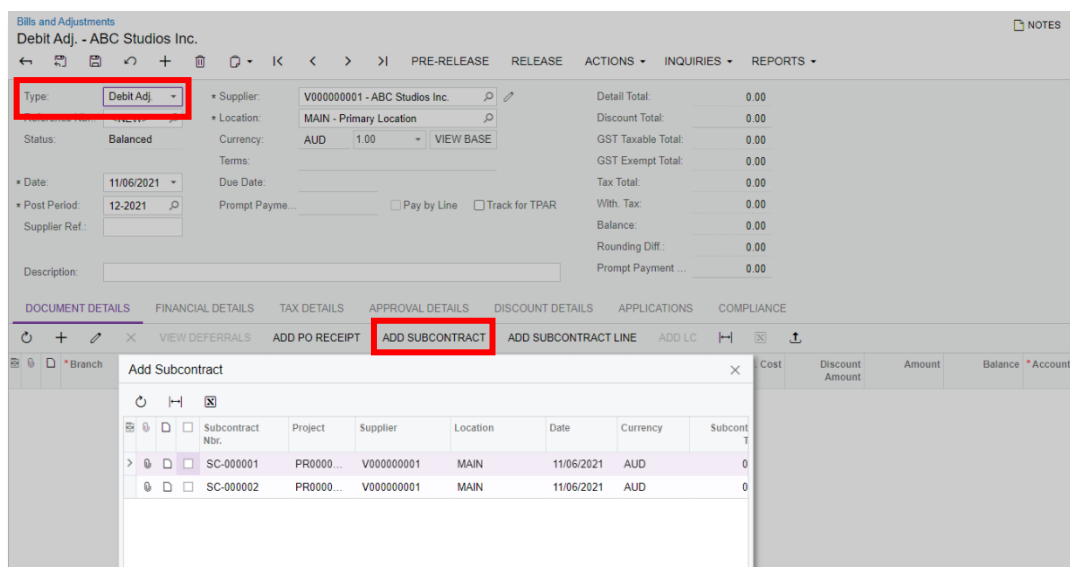 Bills and Adjustments
NOTES
Debit Adj. - ABC Studios Inc.
PRE-RELEASE RELEASE ACTIONS INQUIRIES REPORTS
Type: Debit Adj. * Supplier: V000000001 - ABC Studios Inc. Detail Total: 0.00
* Location: MAIN - Primary Location Discount Total: 0.00
Status: Balanced Currency: AUD 1.00 VIEW BASE GST Taxable Total: 0.00
Terms: GST Exempt Total: 0.00
* Date: 11/06/2021 Due Date: Tax Total: 0.00
* Post Period: 12-2021 Prompt Payme... Pay by Line Track for TPAR With. Tax: 0.00
Supplier Ref.: Balance: 0.00
Rounding Diff.: 0.00
Description: Prompt Payment ... 0.00
DOCUMENT DETAILS FINANCIAL DETAILS TAX DETAILS APPROVAL DETAILS DISCOUNT DETAILS APPLICATIONS COMPLIANCE
VIEW DEFERRALS ADD PO RECEIPT ADD SUBCONTRACT ADD SUBCONTRACT LINE ADD LC
* Branch Cost Discount Amount Amount Balance * Account
Add Subcontract
Subcontract Nbr. Project Supplier Location Date Currency Subcont T
SC-000001 PR0000... V000000001 MAIN 11/06/2021 AUD 0
SC-000002 PR0000... V000000001 MAIN 11/06/2021 AUD 0